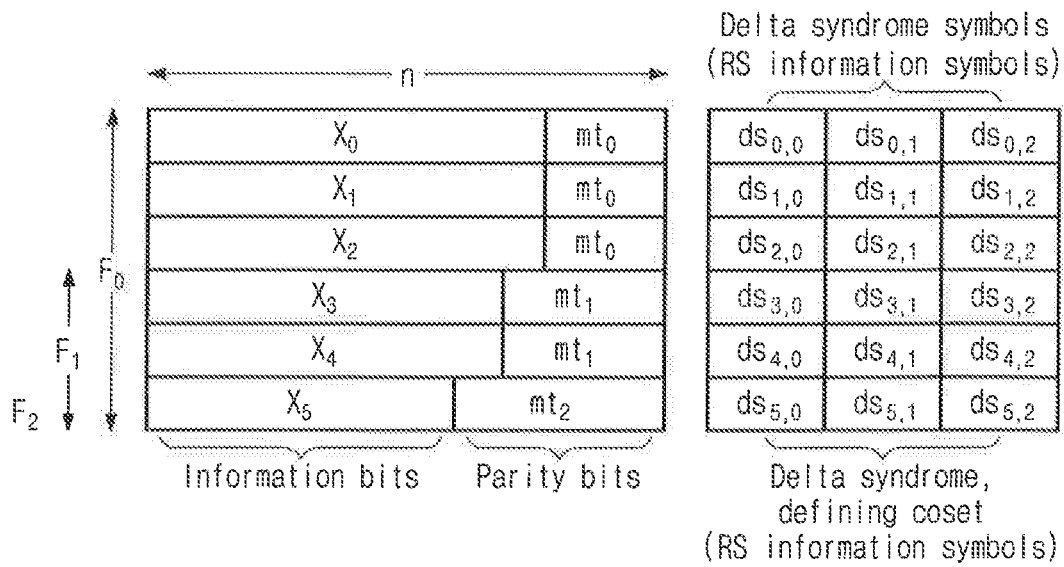 Delta syndrome symbols
(RS information symbols)
n
X₀ mt₀ ds₀,₀ ds₀,₁ ds₀,₂
X₁ mt₀ ds₁,₀ ds₁,₁ ds₁,₂
X₂ mt₀ ds₂,₀ ds₂,₁ ds₂,₂
F₀
X₃ mt₁ ds₃,₀ ds₃,₁ ds₃,₂
F₁
X₄ mt₁ ds₄,₀ ds₄,₁ ds₄,₂
F₂
X₅ mt₂ ds₅,₀ ds₅,₁ ds₅,₂
Information bits Parity bits
Delta syndrome,
defining coset
(RS information symbols)